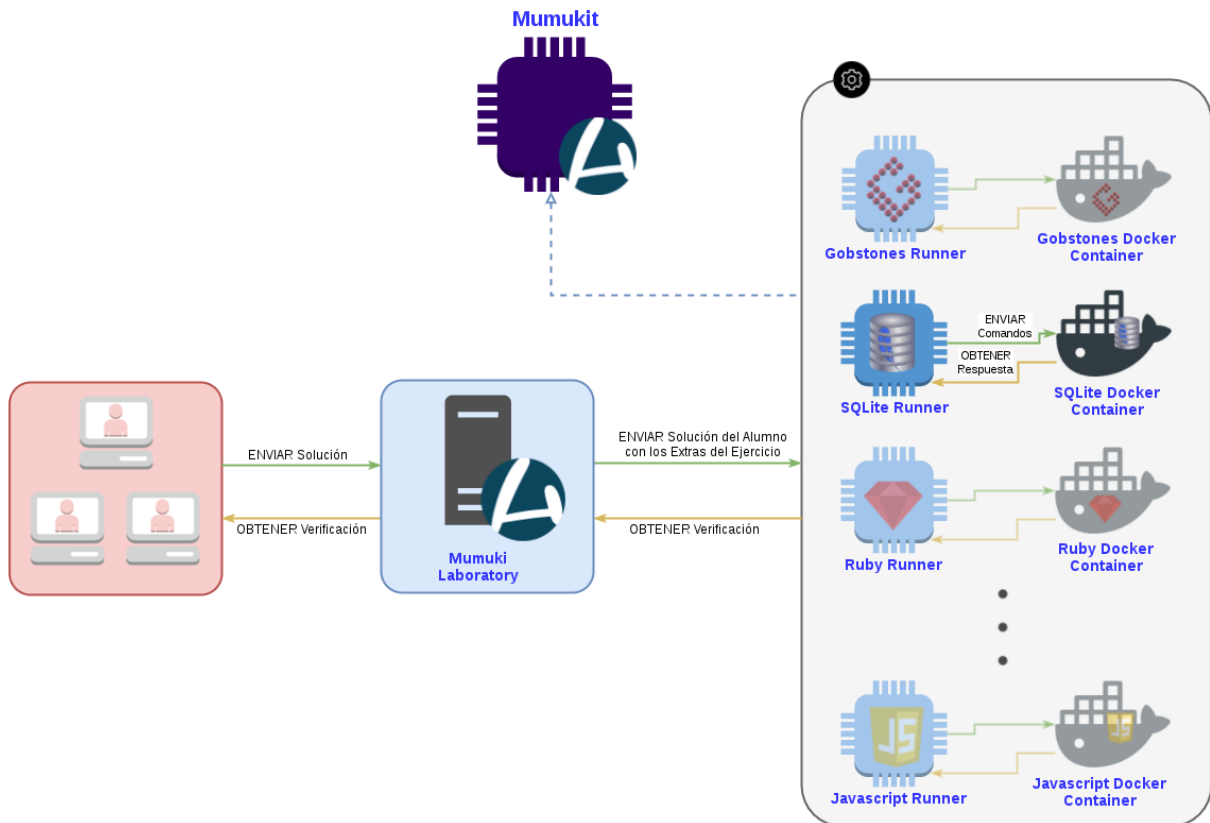 Mumukit
Gobstones Runner
Gobstones Docker
Container
ENVIAR
Comandos
OBTENER
Respuesta
SQLite Runner
SQLite Docker
Container
ENVIAR Solución
OBTENER Verificación
Mumuki
Laboratory
ENVIAR Solución del Alumno
con los Extras del Ejercicio
OBTENER Verificación
Ruby Runner
Ruby Docker
Container
JS
JS
Javascript Runner
Javascript Docker
Container